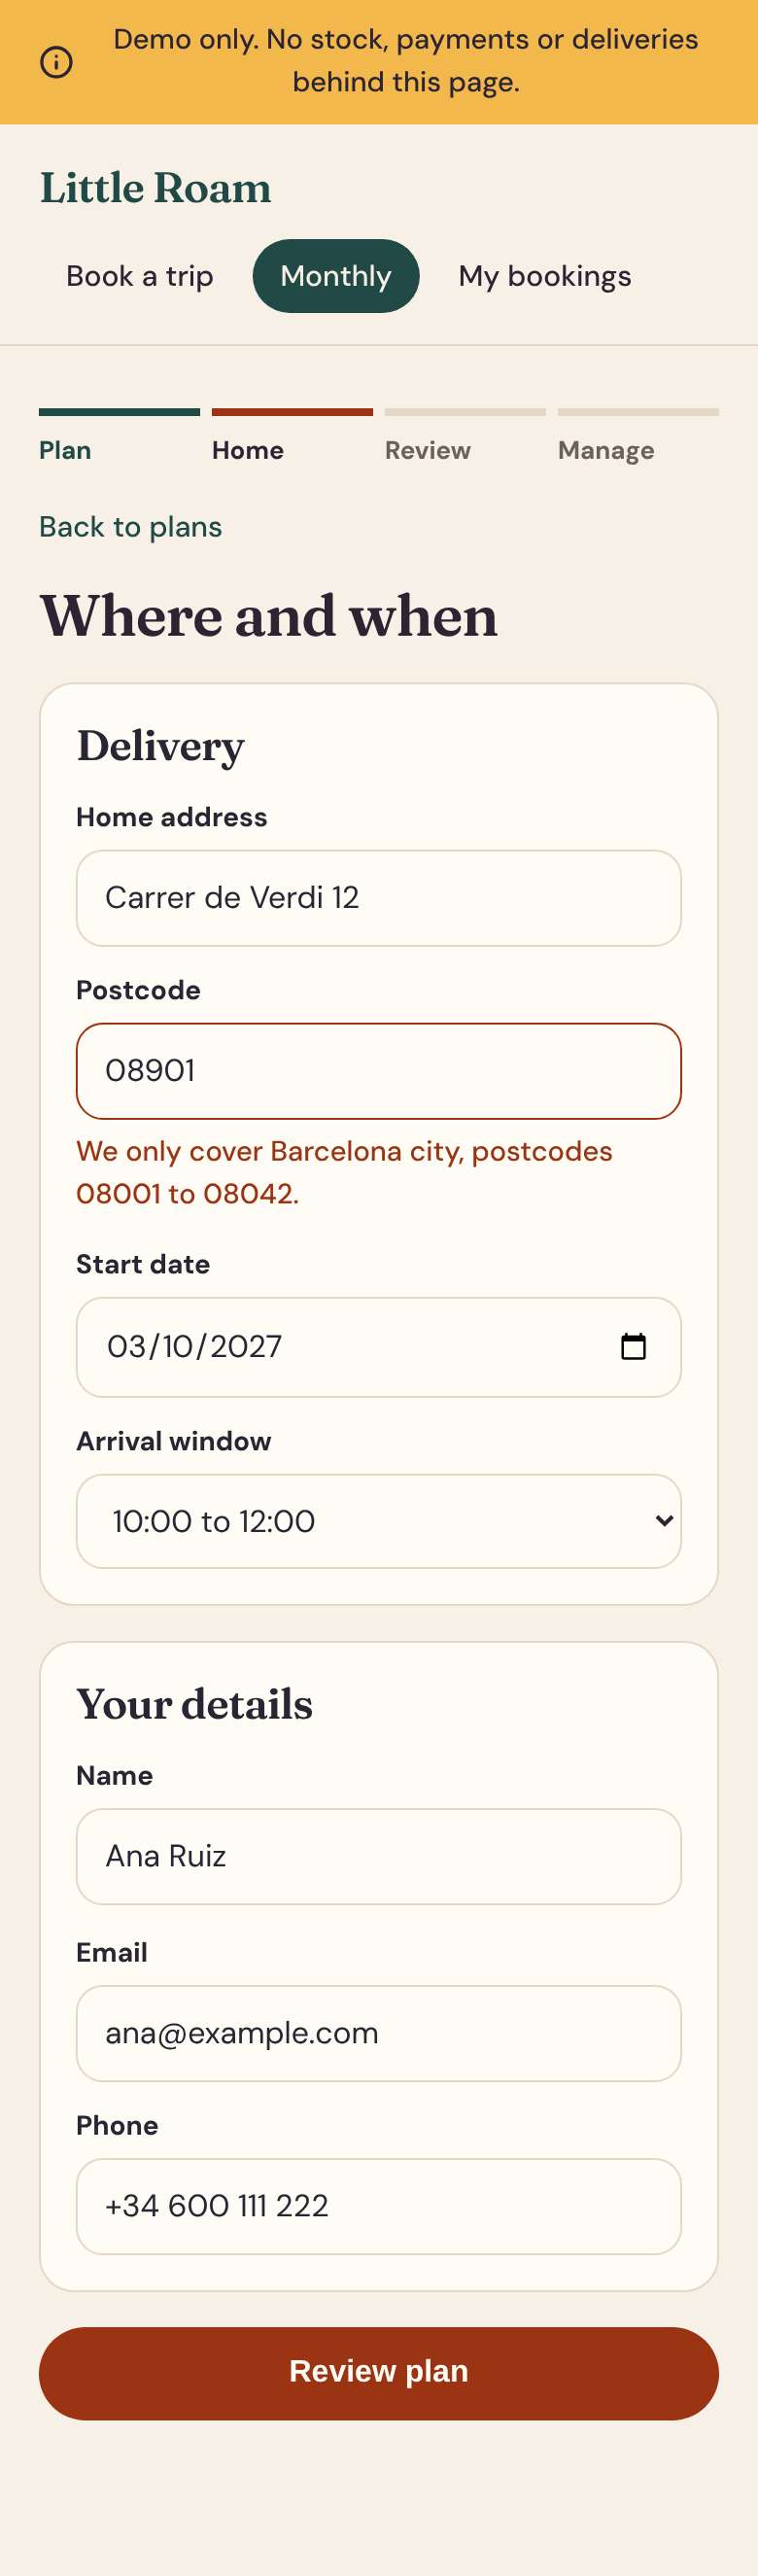 Demo only. No stock, payments or deliveries
behind this page.
Little Roam
Book a trip
Monthly
My bookings
Plan
Home
Review
Manage
Back to plans
Where and when
Delivery
Home address
Carrer de Verdi 12
Postcode
08901
We only cover Barcelona city, postcodes
08001 to 08042.
Start date
03/10/2027
Arrival window
10:00 to 12:00
Your details
Name
Ana Ruiz
Email
ana@example.com
Phone
+34 600 111 222
Review plan